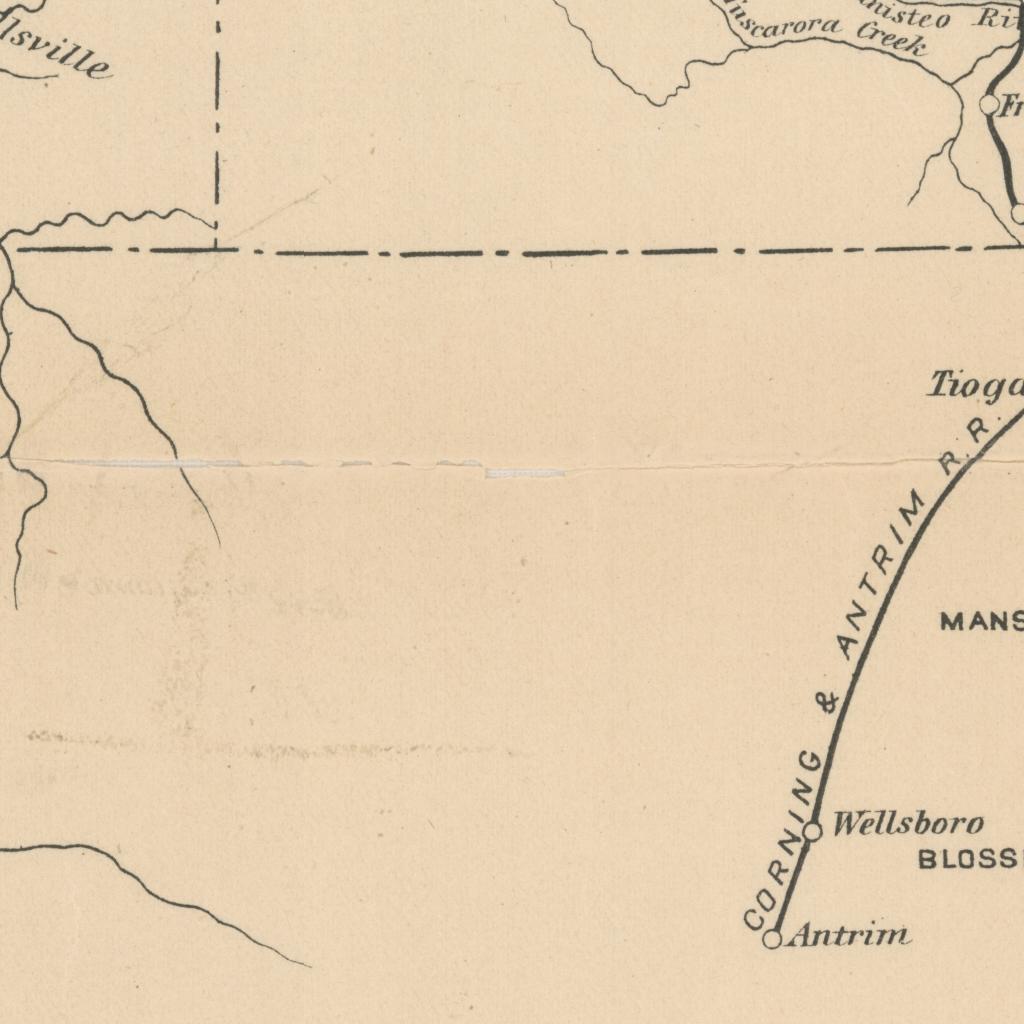 lsville
Tuscarora Creek
nisteo Ri
Fr
Tioga
CORNING & ANTRIM R. R.
MANS
Wellsboro
BLOSS
Antrim